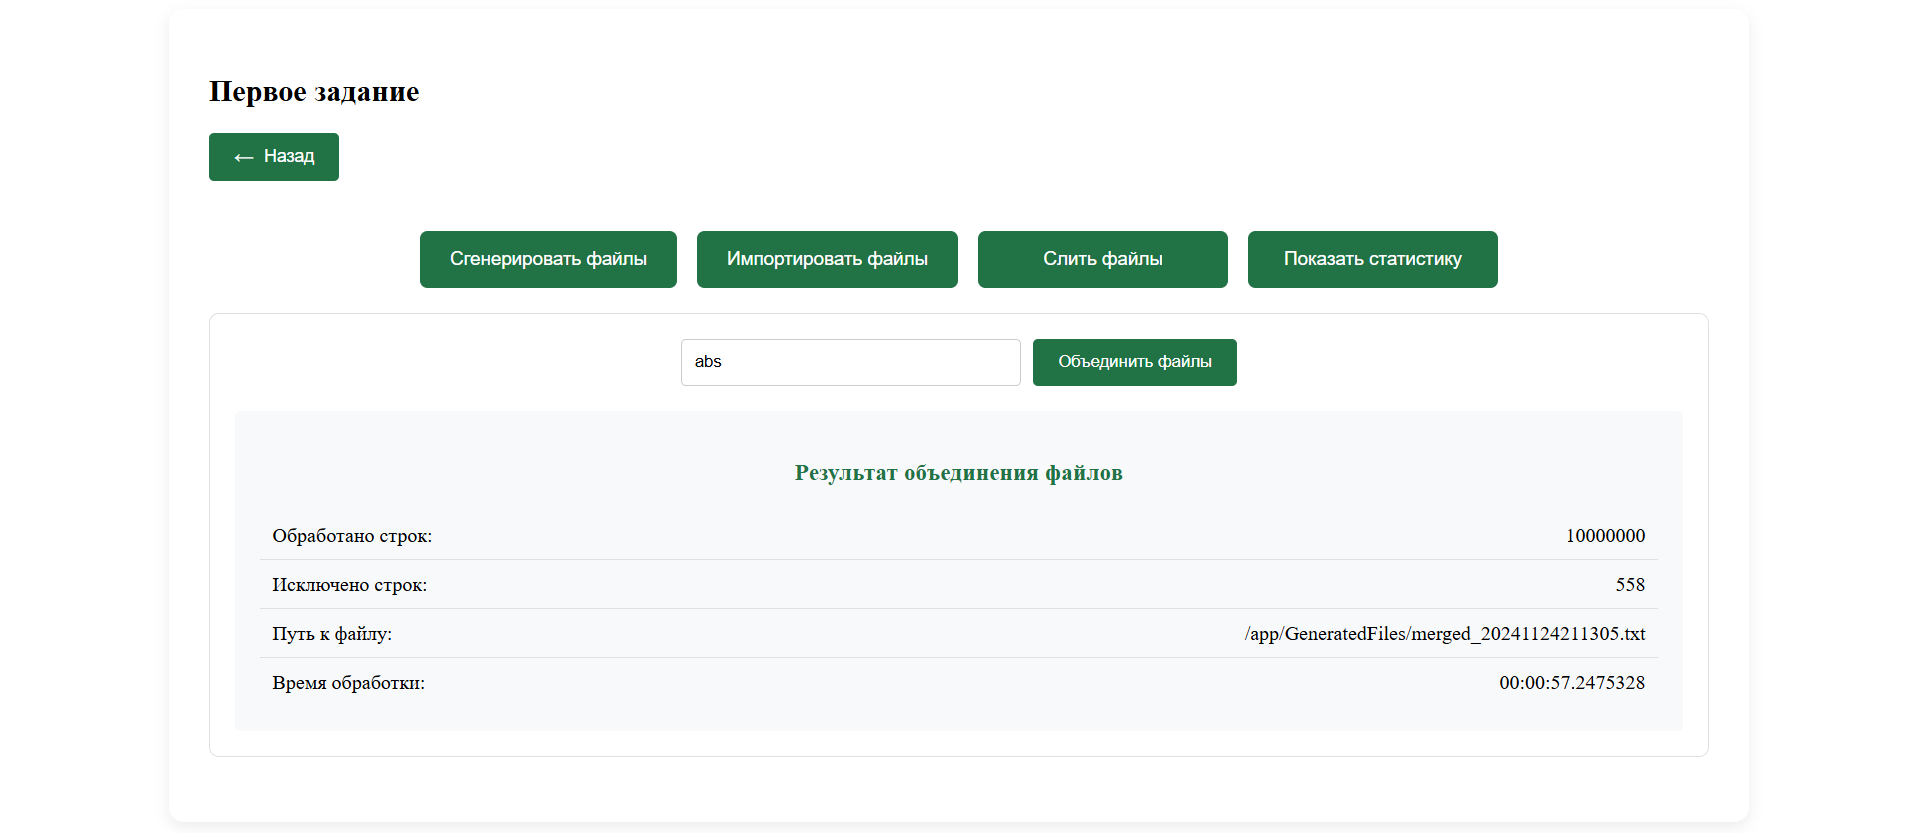 Первое задание
← Назад
Сгенерировать файлы Импортировать файлы Слить файлы Показать статистику
abs Объединить файлы
Результат объединения файлов
Обработано строк: 10000000
Исключено строк: 558
Путь к файлу: /app/GeneratedFiles/merged_20241124211305.txt
Время обработки: 00:00:57.2475328